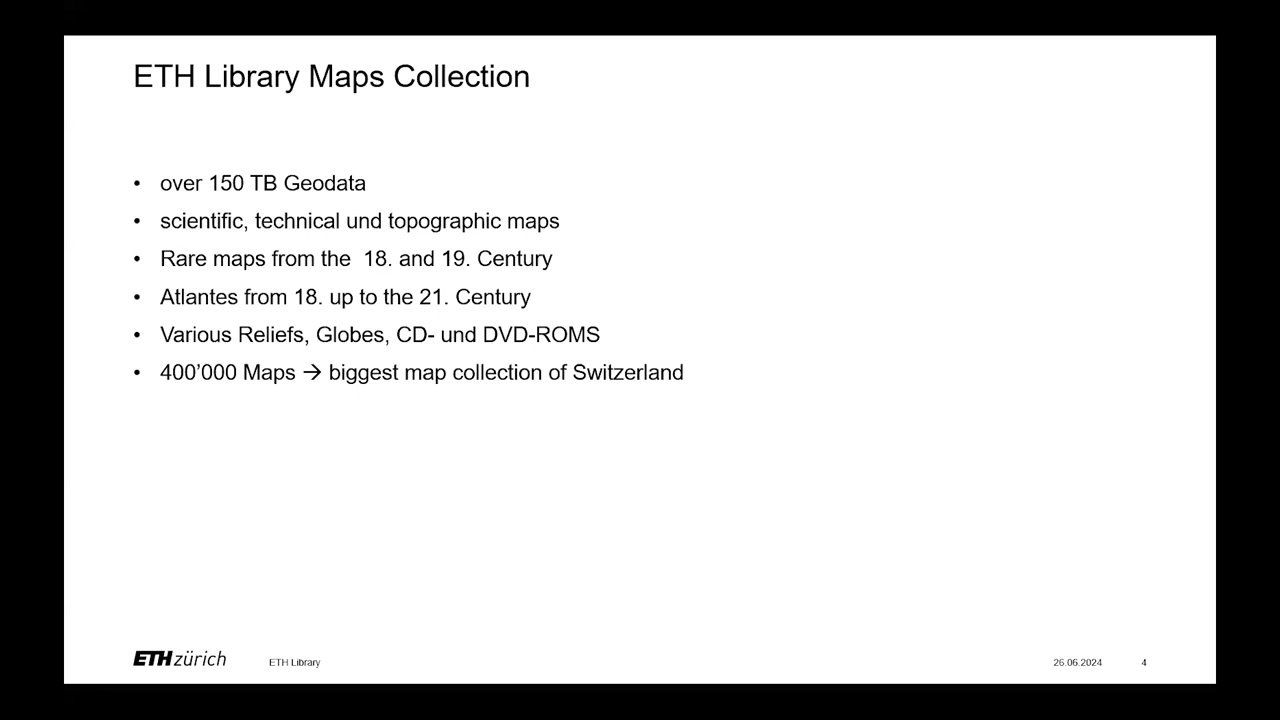 ETH Library Maps Collection
• over 150 TB Geodata
• scientific, technical und topographic maps
• Rare maps from the  18. and 19. Century
• Atlantes from 18. up to the 21. Century
• Various Reliefs, Globes, CD- und DVD-ROMS
• 400’000 Maps → biggest map collection of Switzerland
ETH zürich ETH Library 26.06.2024 4